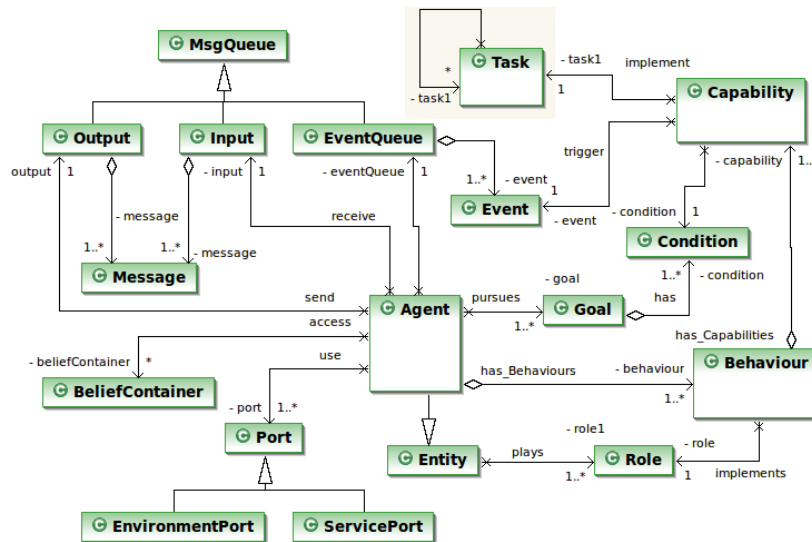 MsgQueue
Task
*
- task1
- task1
1
implement
Capability
Output
Input
EventQueue
output
1
- input
1
- eventQueue
1
trigger
- capability
1..
- message
1..*
- message
1..*
Message
receive
1..*
- event
Event
1
- event
- condition
1
Condition
1..*
- condition
send
access
use
Agent
pursues
- goal
1..*
Goal
has
has_Capabilities
Behaviour
- beliefContainer
*
BeliefContainer
has_Behaviours
- behaviour
1..*
- port
1..*
Port
Entity
plays
- role1
1..*
Role
- role
1
implements
EnvironmentPort
ServicePort